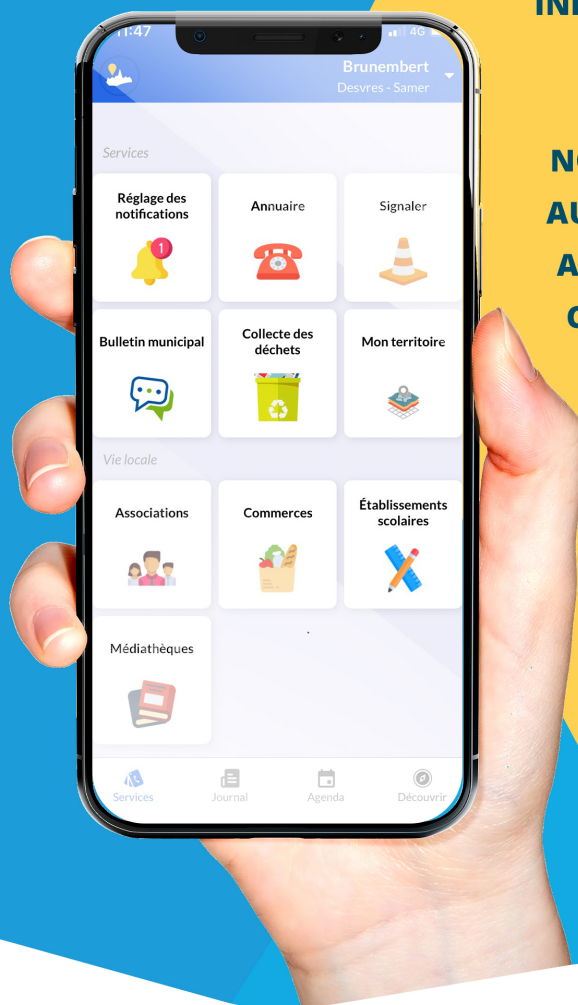 11:47
4G
Brunembert
Desvres - Samer
Services
Réglage des
notifications
1
Annuaire
Signaler
Bulletin municipal
Collecte des
déchets
Mon territoire
Vie locale
Associations
Commerces
Établissements
scolaires
Médiathèques
Services
Journal
Agenda
Découvrir